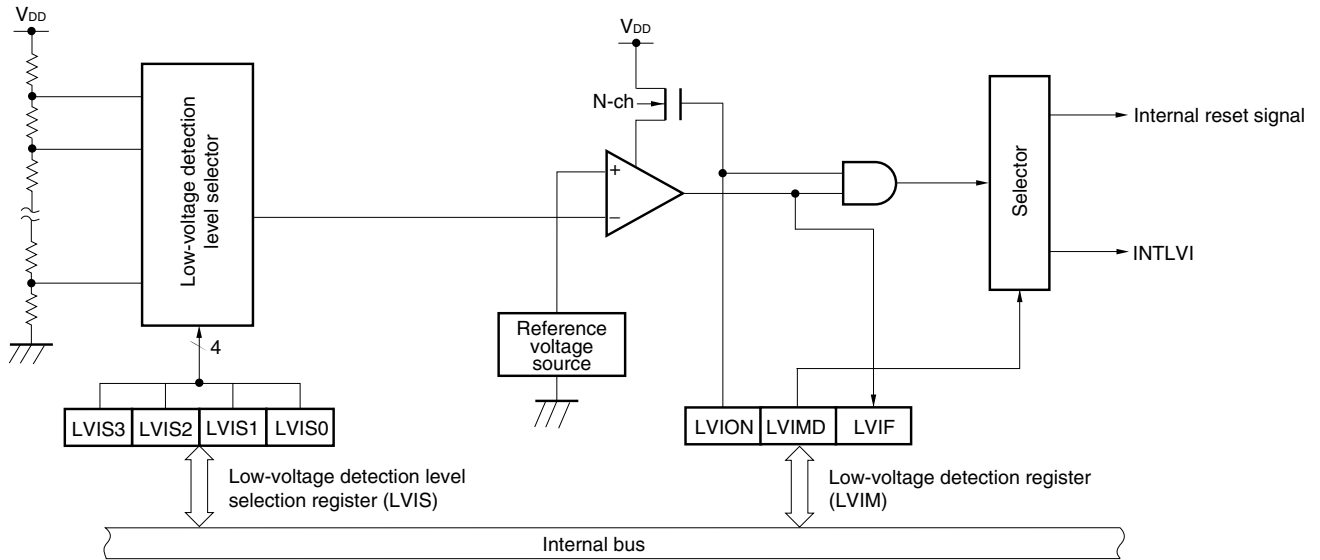 VDD
VDD
N-ch
Low-voltage detection
level selector
+
−
Selector
Internal reset signal
INTLVI
Reference
voltage
source
4
LVIS3 LVIS2 LVIS1 LVIS0
LVION LVIMD LVIF
Low-voltage detection level
selection register (LVIS)
Low-voltage detection register
(LVIM)
Internal bus